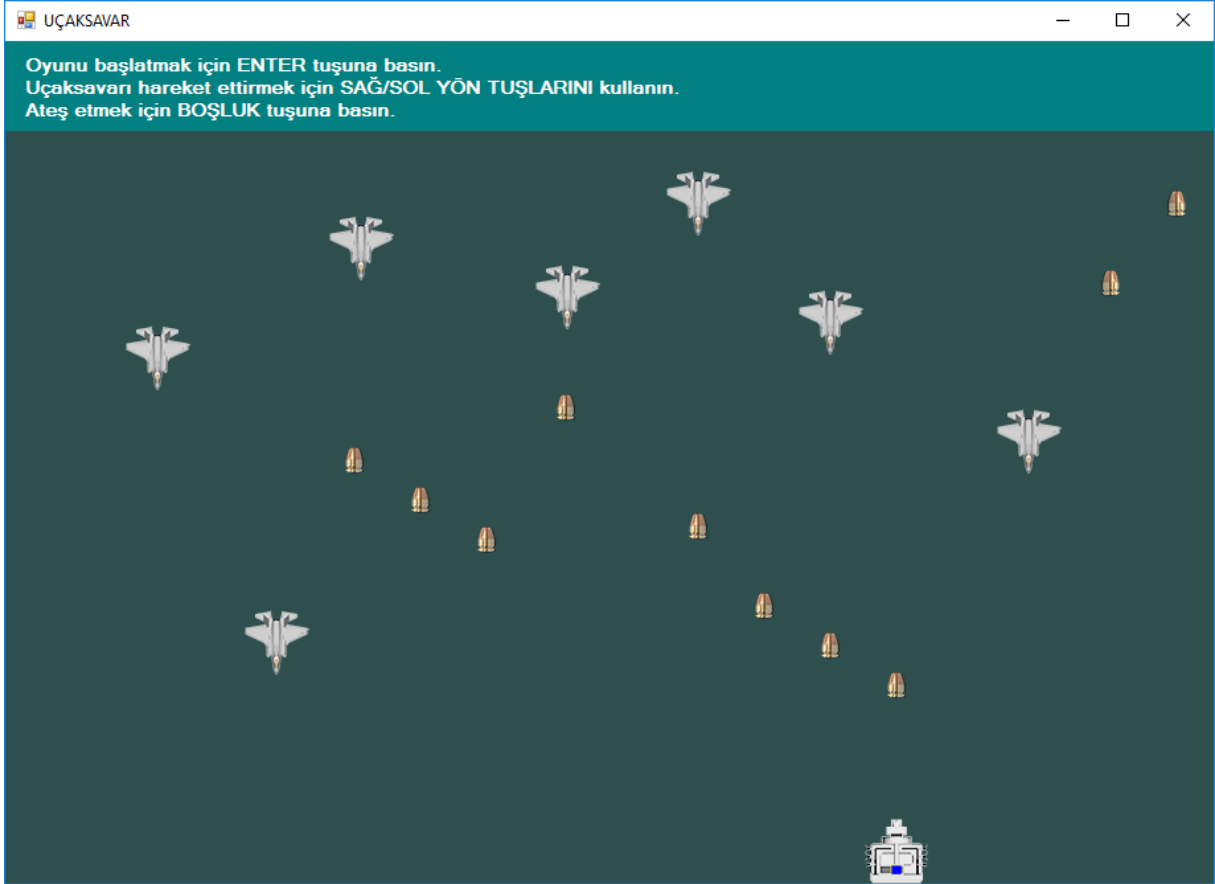 UÇAKSAVAR
Oyunu başlatmak için ENTER tuşuna basın.
Uçaksavarı hareket ettirmek için SAĞ/SOL YÖN TUŞLARINI kullanın.
Ateş etmek için BOŞLUK tuşuna basın.